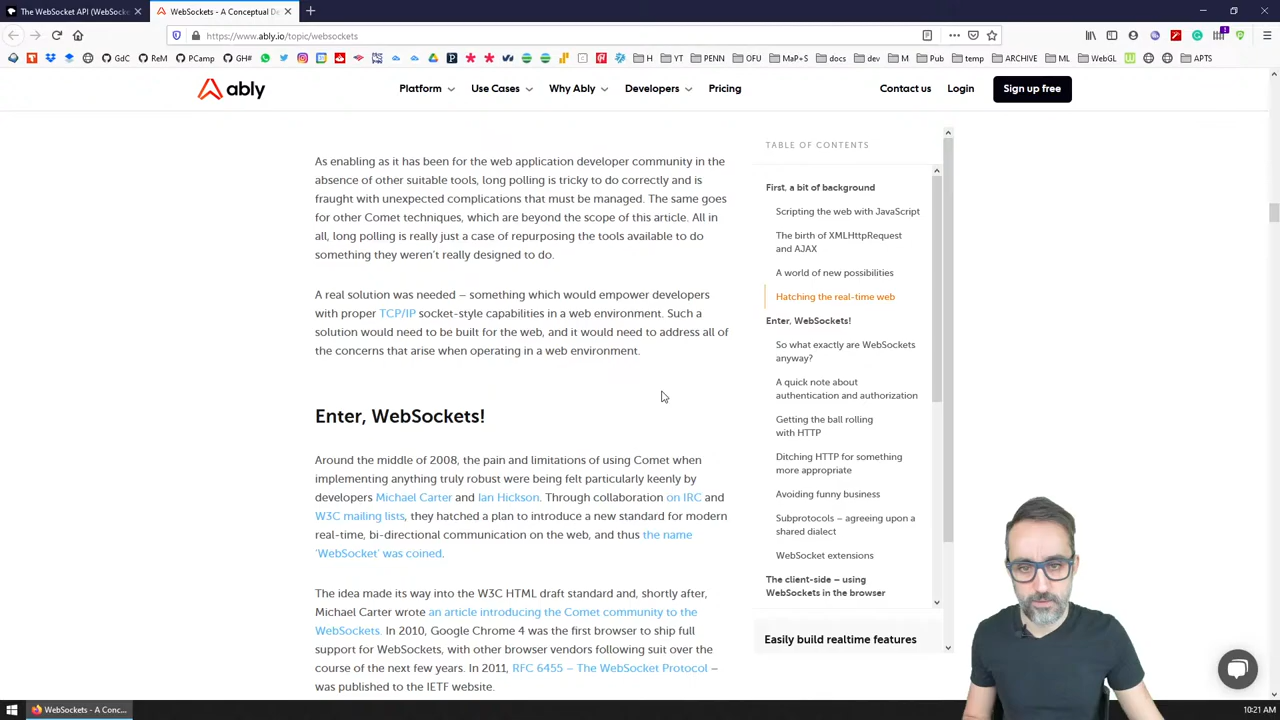 The WebSocket API (WebSocke
WebSockets - A Conceptual De
https://www.ably.io/topic/websockets
GdC
ReM
PCamp
GH#
H
YT
PENN
OFU
MaP+S
docs
dev
Pub
temp
ARCHIVE
ML
WebGL
APTS
ably
Platform
Use Cases
Why Ably
Developers
Pricing
Contact us
Login
Sign up free
As enabling as it has been for the web application developer community in the
absence of other suitable tools, long polling is tricky to do correctly and is
fraught with unexpected complications that must be managed. The same goes
for other Comet techniques, which are beyond the scope of this article. All in
all, long polling is really just a case of repurposing the tools available to do
something they weren't really designed to do.
A real solution was needed – something which would empower developers
with proper TCP/IP socket-style capabilities in a web environment. Such a
solution would need to be built for the web, and it would need to address all of
the concerns that arise when operating in a web environment.
Enter, WebSockets!
Around the middle of 2008, the pain and limitations of using Comet when
implementing anything truly robust were being felt particularly keenly by
developers Michael Carter and Ian Hickson. Through collaboration on IRC and
W3C mailing lists, they hatched a plan to introduce a new standard for modern
real-time, bi-directional communication on the web, and thus the name
'WebSocket' was coined.
The idea made its way into the W3C HTML draft standard and, shortly after,
Michael Carter wrote an article introducing the Comet community to the
WebSockets. In 2010, Google Chrome 4 was the first browser to ship full
support for WebSockets, with other browser vendors following suit over the
course of the next few years. In 2011, RFC 6455 – The WebSocket Protocol –
was published to the IETF website.
TABLE OF CONTENTS
First, a bit of background
Scripting the web with JavaScript
The birth of XMLHttpRequest
and AJAX
A world of new possibilities
Hatching the real-time web
Enter, WebSockets!
So what exactly are WebSockets
anyway?
A quick note about
authentication and authorization
Getting the ball rolling
with HTTP
Ditching HTTP for something
more appropriate
Avoiding funny business
Subprotocols – agreeing upon a
shared dialect
WebSocket extensions
The client-side – using
WebSockets in the browser
Easily build realtime features
WebSockets - A Conc...
10:21 AM